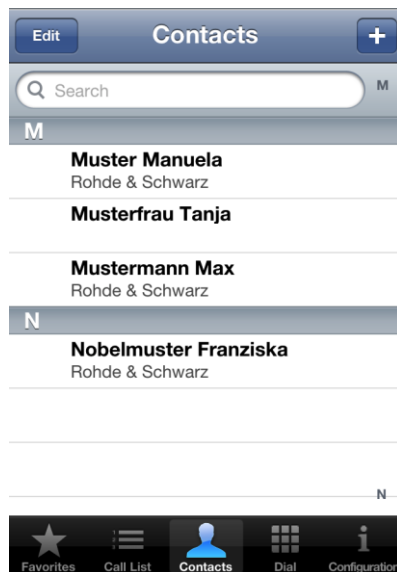 Edit
Contacts
+
Search
M
M
Muster Manuela
Rohde & Schwarz
Musterfrau Tanja
Mustermann Max
Rohde & Schwarz
N
Nobelmuster Franziska
Rohde & Schwarz
N
Favorites
Call List
Contacts
Dial
Configuration